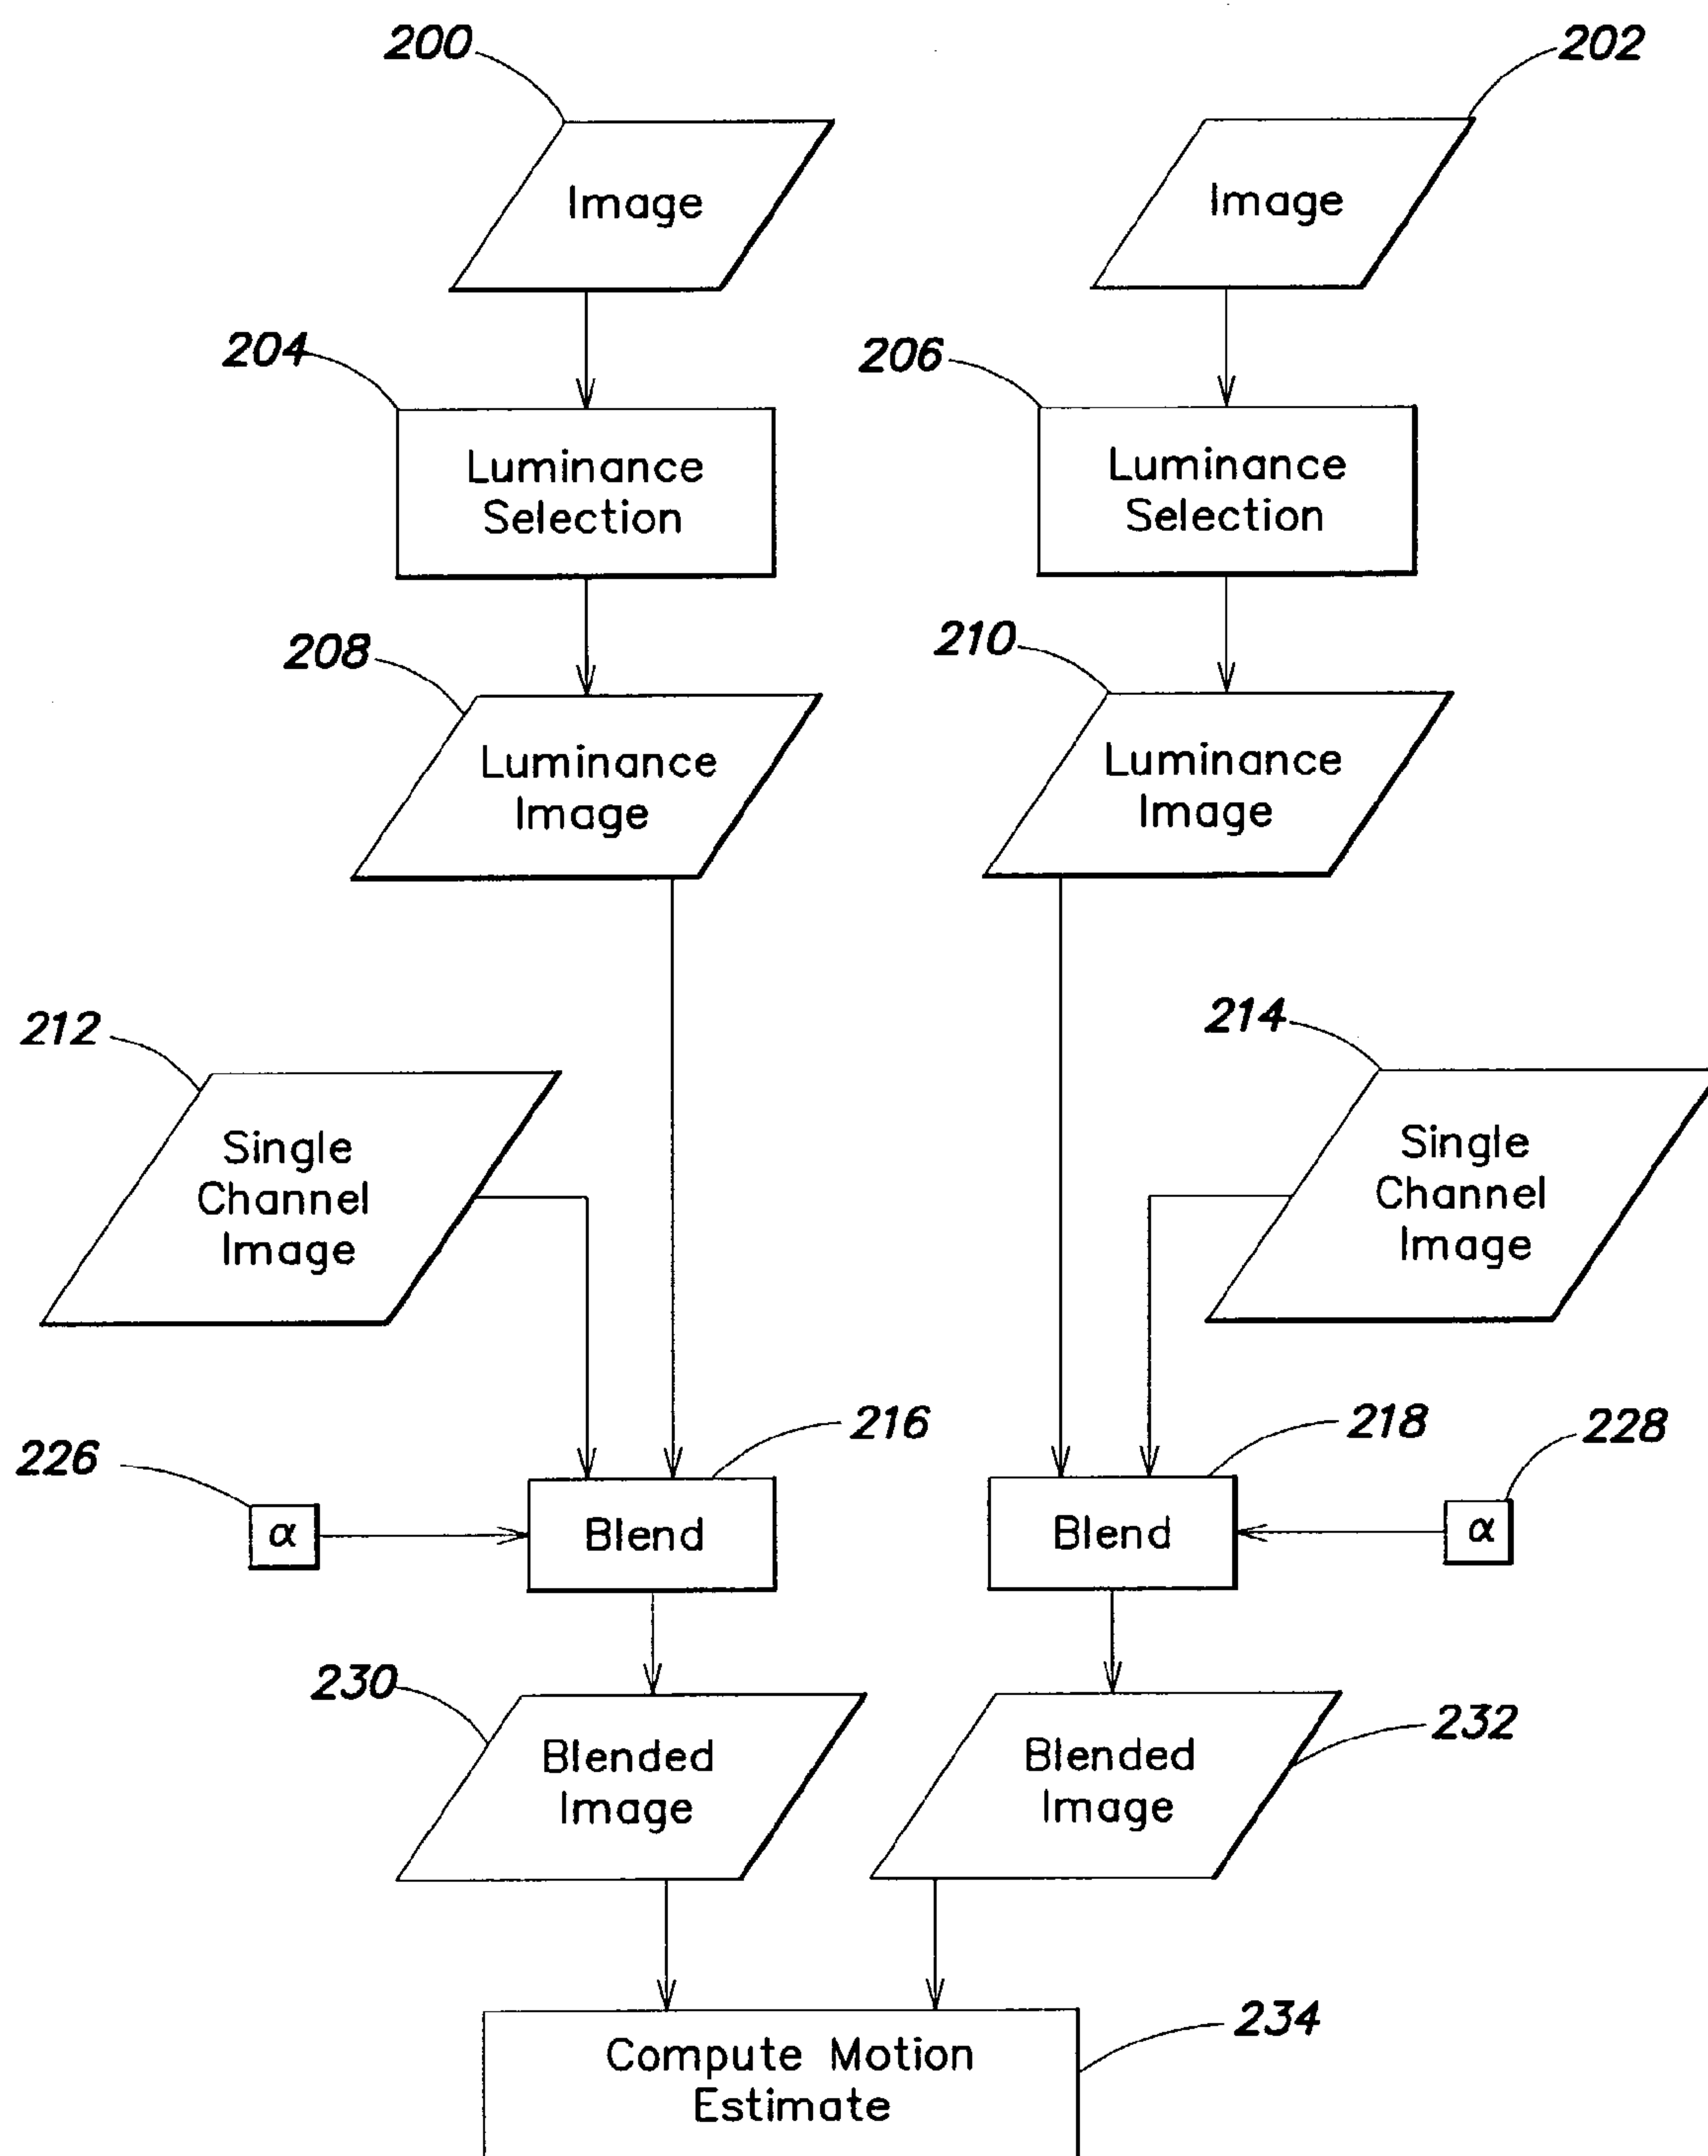 200
202
Image
Image
204
206
Luminance
Selection
Luminance
Selection
208
210
Luminance
Image
Luminance
Image
212
214
Single
Channel
Image
Single
Channel
Image
216
218
226
228
α
Blend
Blend
α
230
232
Blended
Image
Blended
Image
234
Compute Motion
Estimate